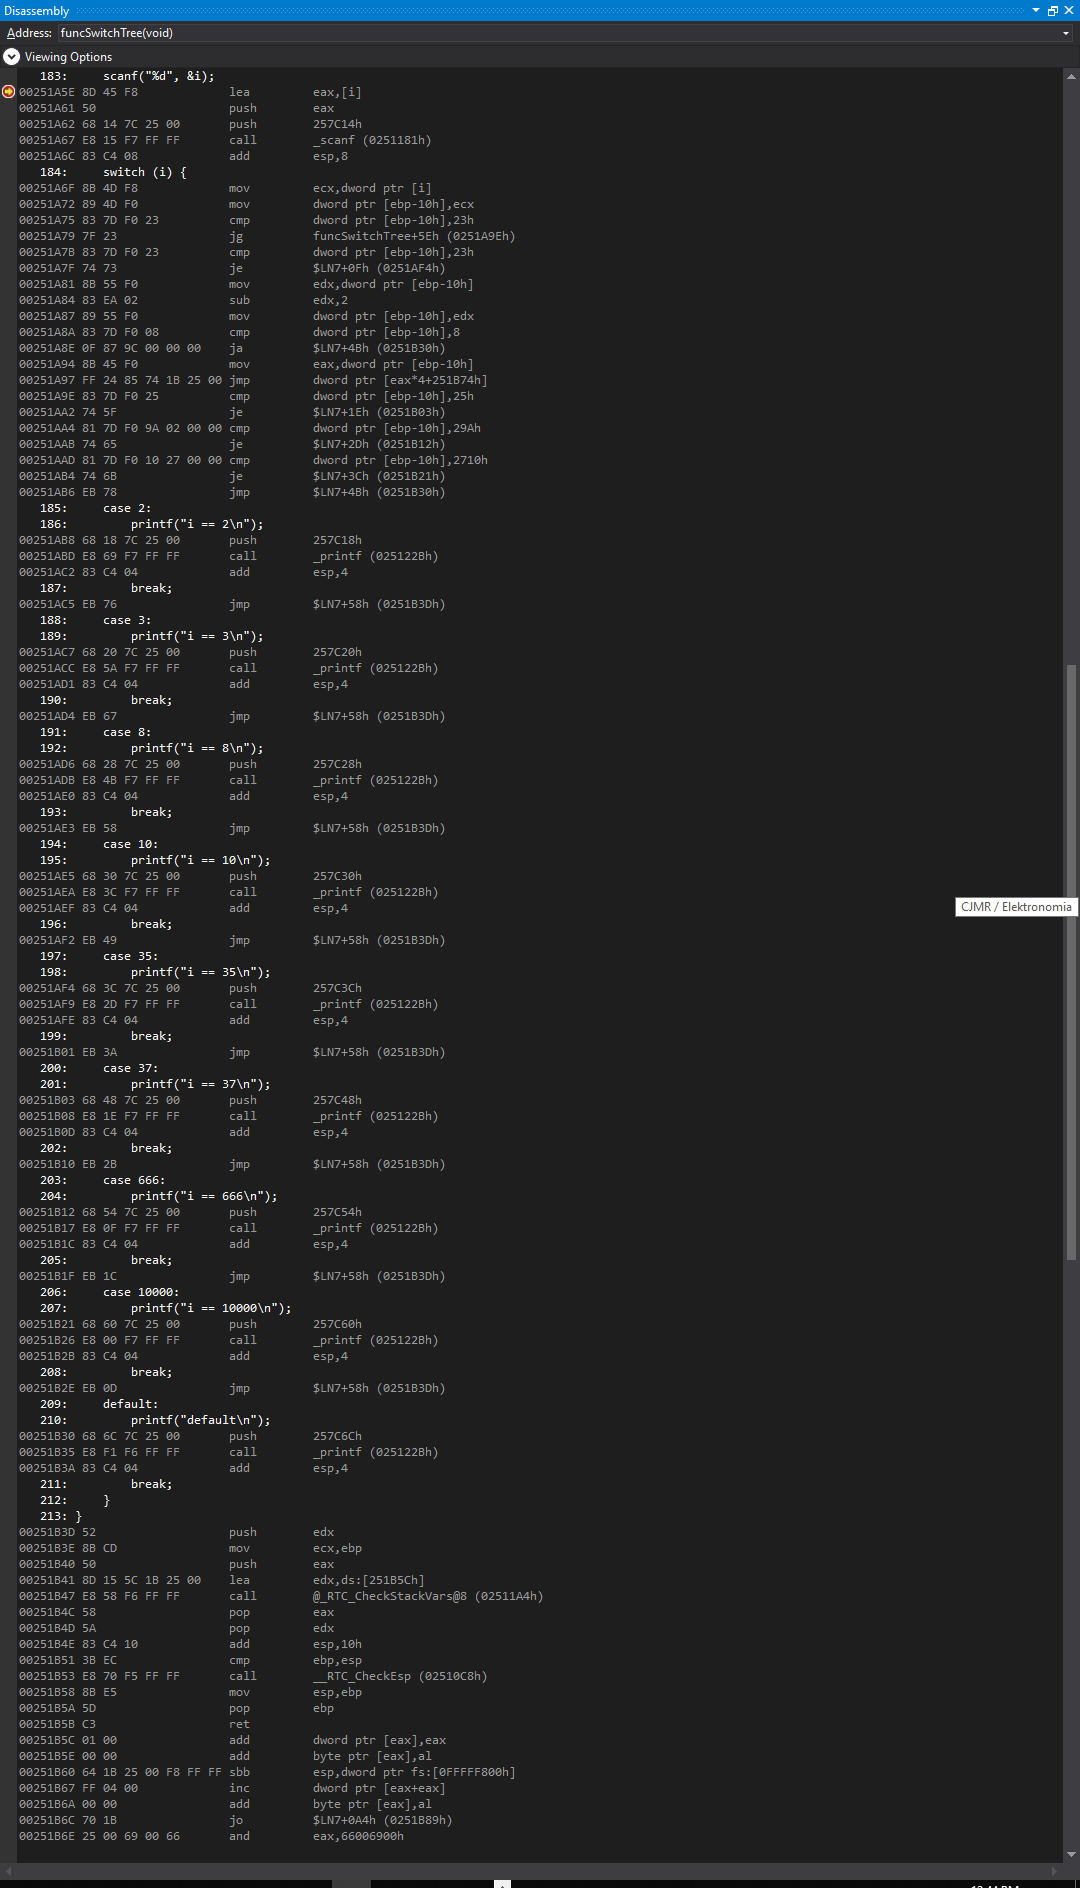 Disassembly
Address: funcSwitchTree(void)
Viewing Options
183: scanf("%d", &i);
00251A5E 8D 45 F8 lea eax,[i]
00251A61 50 push eax
00251A62 68 14 7C 25 00 push 257C14h
00251A67 E8 15 F7 FF FF call _scanf (0251181h)
00251A6C 83 C4 08 add esp,8
184: switch (i) {
00251A6F 8B 4D F8 mov ecx,dword ptr [i]
00251A72 89 4D F0 mov dword ptr [ebp-10h],ecx
00251A75 83 7D F0 23 cmp dword ptr [ebp-10h],23h
00251A79 7F 23 jg funcSwitchTree+5Eh (0251A9Eh)
00251A7B 83 7D F0 23 cmp dword ptr [ebp-10h],23h
00251A7F 74 73 je $LN7+0Fh (0251AF4h)
00251A81 8B 55 F0 mov edx,dword ptr [ebp-10h]
00251A84 83 EA 02 sub edx,2
00251A87 89 55 F0 mov dword ptr [ebp-10h],edx
00251A8A 83 7D F0 08 cmp dword ptr [ebp-10h],8
00251A8E 0F 87 9C 00 00 00 ja $LN7+4Bh (0251B30h)
00251A94 8B 45 F0 mov eax,dword ptr [ebp-10h]
00251A97 FF 24 85 74 1B 25 00 jmp dword ptr [eax*4+251B74h]
00251A9E 83 7D F0 25 cmp dword ptr [ebp-10h],25h
00251AA2 74 5F je $LN7+1Eh (0251B03h)
00251AA4 81 7D F0 9A 02 00 00 cmp dword ptr [ebp-10h],29Ah
00251AAB 74 65 je $LN7+2Dh (0251B12h)
00251AAD 81 7D F0 10 27 00 00 cmp dword ptr [ebp-10h],2710h
00251AB4 74 6B je $LN7+3Ch (0251B21h)
00251AB6 EB 78 jmp $LN7+4Bh (0251B30h)
185: case 2:
186: printf("i == 2\n");
00251AB8 68 18 7C 25 00 push 257C18h
00251ABD E8 69 F7 FF FF call _printf (025122Bh)
00251AC2 83 C4 04 add esp,4
187: break;
00251AC5 EB 76 jmp $LN7+58h (0251B3Dh)
188: case 3:
189: printf("i == 3\n");
00251AC7 68 20 7C 25 00 push 257C20h
00251ACC E8 5A F7 FF FF call _printf (025122Bh)
00251AD1 83 C4 04 add esp,4
190: break;
00251AD4 EB 67 jmp $LN7+58h (0251B3Dh)
191: case 8:
192: printf("i == 8\n");
00251AD6 68 28 7C 25 00 push 257C28h
00251ADB E8 4B F7 FF FF call _printf (025122Bh)
00251AE0 83 C4 04 add esp,4
193: break;
00251AE3 EB 58 jmp $LN7+58h (0251B3Dh)
194: case 10:
195: printf("i == 10\n");
00251AE5 68 30 7C 25 00 push 257C30h
00251AEA E8 3C F7 FF FF call _printf (025122Bh)
00251AEF 83 C4 04 add esp,4
CJMR / Elektronomia
196: break;
00251AF2 EB 49 jmp $LN7+58h (0251B3Dh)
197: case 35:
198: printf("i == 35\n");
00251AF4 68 3C 7C 25 00 push 257C3Ch
00251AF9 E8 2D F7 FF FF call _printf (025122Bh)
00251AFE 83 C4 04 add esp,4
199: break;
00251B01 EB 3A jmp $LN7+58h (0251B3Dh)
200: case 37:
201: printf("i == 37\n");
00251B03 68 48 7C 25 00 push 257C48h
00251B08 E8 1E F7 FF FF call _printf (025122Bh)
00251B0D 83 C4 04 add esp,4
202: break;
00251B10 EB 2B jmp $LN7+58h (0251B3Dh)
203: case 666:
204: printf("i == 666\n");
00251B12 68 54 7C 25 00 push 257C54h
00251B17 E8 0F F7 FF FF call _printf (025122Bh)
00251B1C 83 C4 04 add esp,4
205: break;
00251B1F EB 1C jmp $LN7+58h (0251B3Dh)
206: case 10000:
207: printf("i == 10000\n");
00251B21 68 60 7C 25 00 push 257C60h
00251B26 E8 00 F7 FF FF call _printf (025122Bh)
00251B2B 83 C4 04 add esp,4
208: break;
00251B2E EB 0D jmp $LN7+58h (0251B3Dh)
209: default:
210: printf("default\n");
00251B30 68 6C 7C 25 00 push 257C6Ch
00251B35 E8 F1 F6 FF FF call _printf (025122Bh)
00251B3A 83 C4 04 add esp,4
211: break;
212: }
213: }
00251B3D 52 push edx
00251B3E 8B CD mov ecx,ebp
00251B40 50 push eax
00251B41 8D 15 5C 1B 25 00 lea edx,ds:[251B5Ch]
00251B47 E8 58 F6 FF FF call @_RTC_CheckStackVars@8 (02511A4h)
00251B4C 58 pop eax
00251B4D 5A pop edx
00251B4E 83 C4 10 add esp,10h
00251B51 3B EC cmp ebp,esp
00251B53 E8 70 F5 FF FF call __RTC_CheckEsp (02510C8h)
00251B58 8B E5 mov esp,ebp
00251B5A 5D pop ebp
00251B5B C3 ret
00251B5C 01 00 add dword ptr [eax],eax
00251B5E 00 00 add byte ptr [eax],al
00251B60 64 1B 25 00 F8 FF FF sbb esp,dword ptr fs:[0FFFFF800h]
00251B67 FF 04 00 inc dword ptr [eax+eax]
00251B6A 00 00 add byte ptr [eax],al
00251B6C 70 1B jo $LN7+0A4h (0251B89h)
00251B6E 25 00 69 00 66 and eax,66006900h